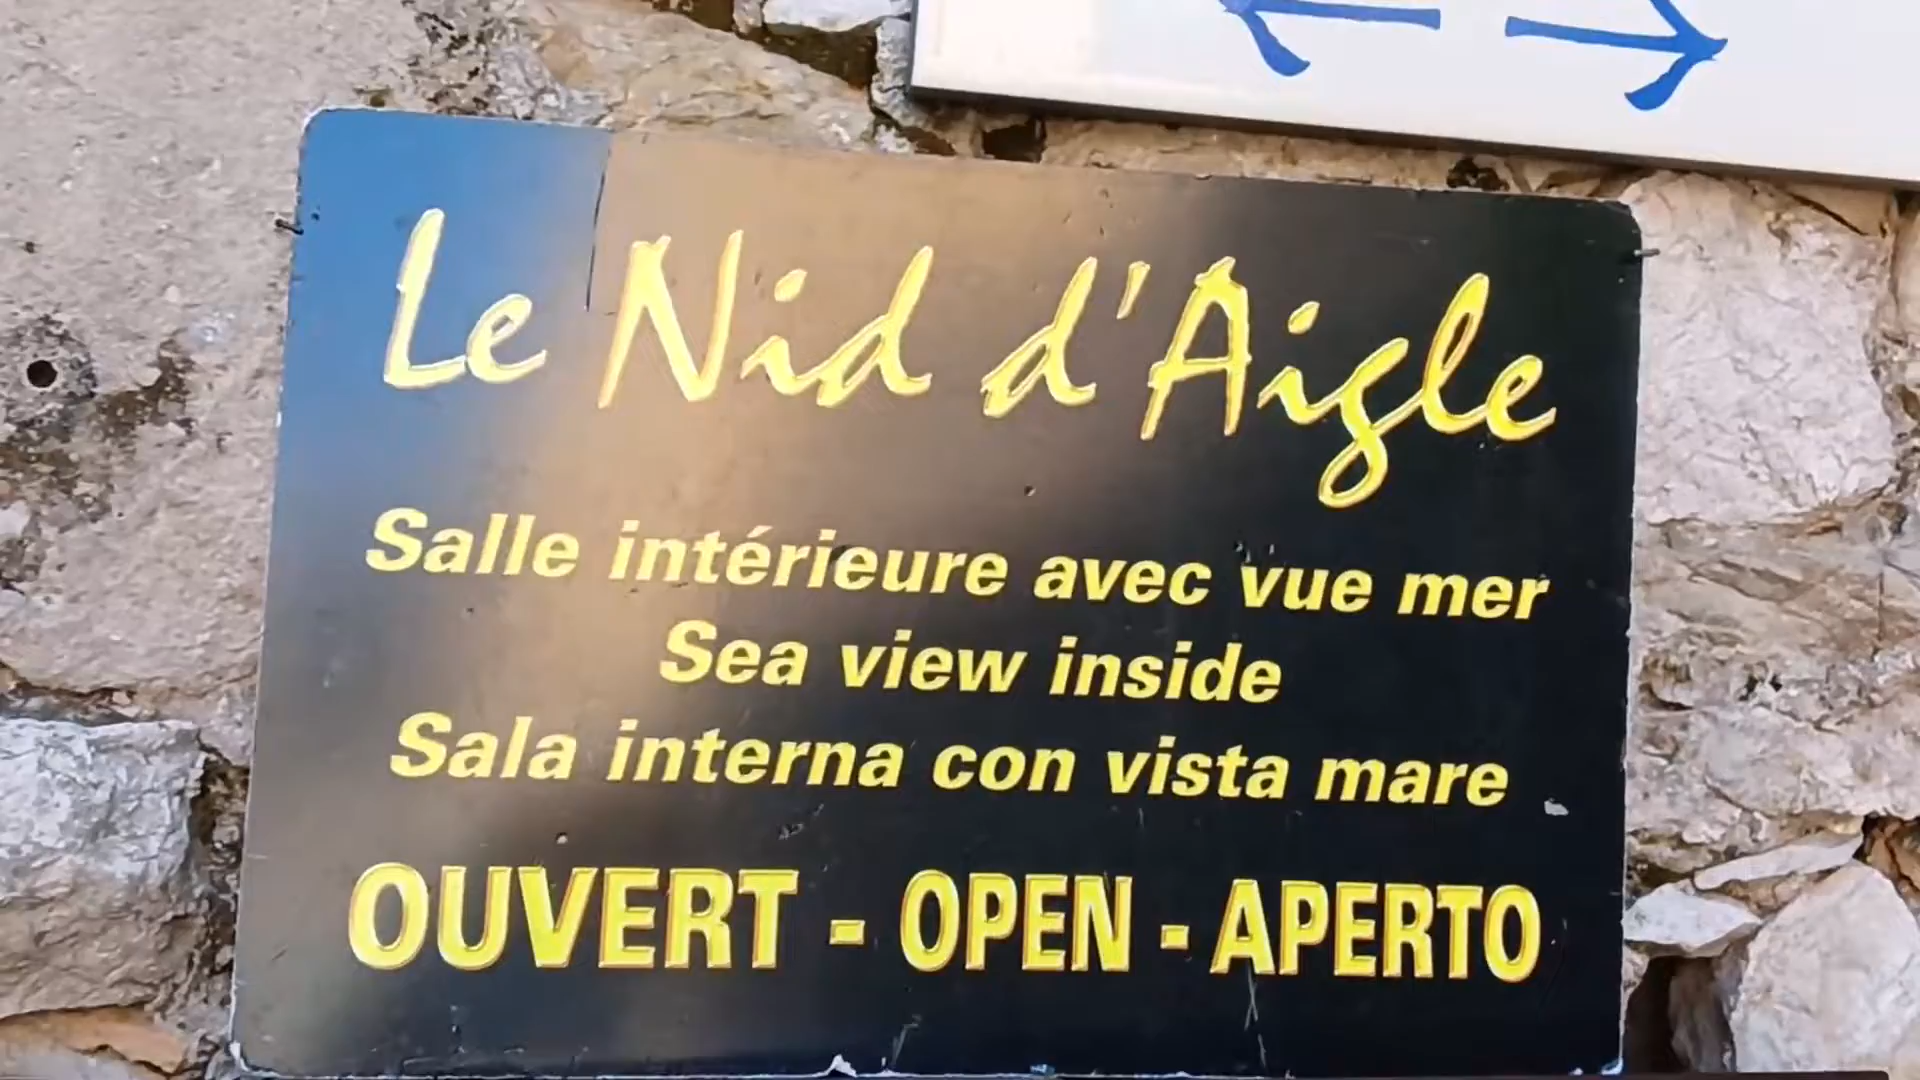 Le Nid d'Aigle
Salle intérieure avec vue mer
Sea view inside
Sala interna con vista mare
OUVERT - OPEN - APERTO